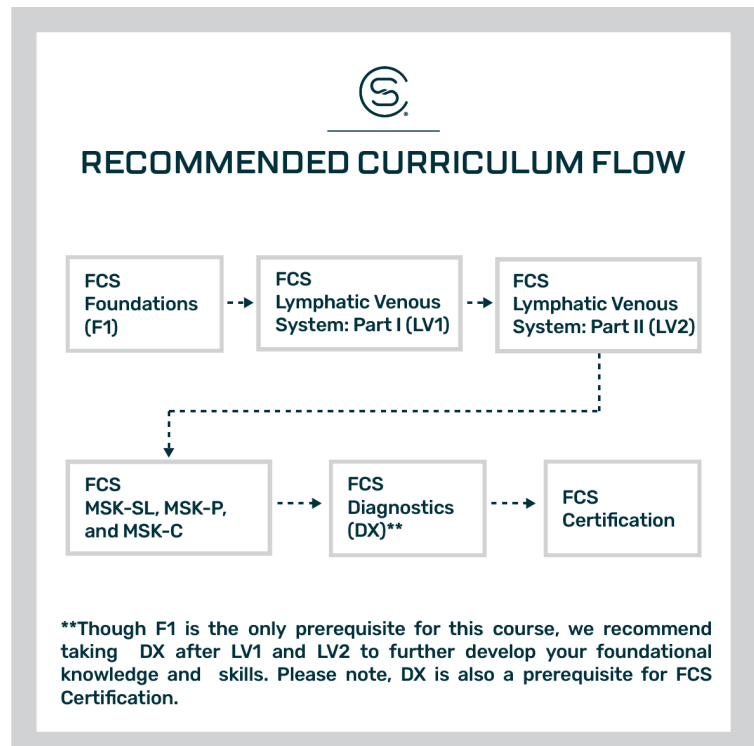 RECOMMENDED CURRICULUM FLOW
FCS
Foundations
(F1)
FCS
Lymphatic Venous
System: Part I (LV1)
FCS
Lymphatic Venous
System: Part II (LV2)
FCS
MSK-SL, MSK-P,
and MSK-C
FCS
Diagnostics
(DX)**
FCS
Certification
**Though F1 is the only prerequisite for this course, we recommend
taking DX after LV1 and LV2 to further develop your foundational
knowledge and skills. Please note, DX is also a prerequisite for FCS
Certification.